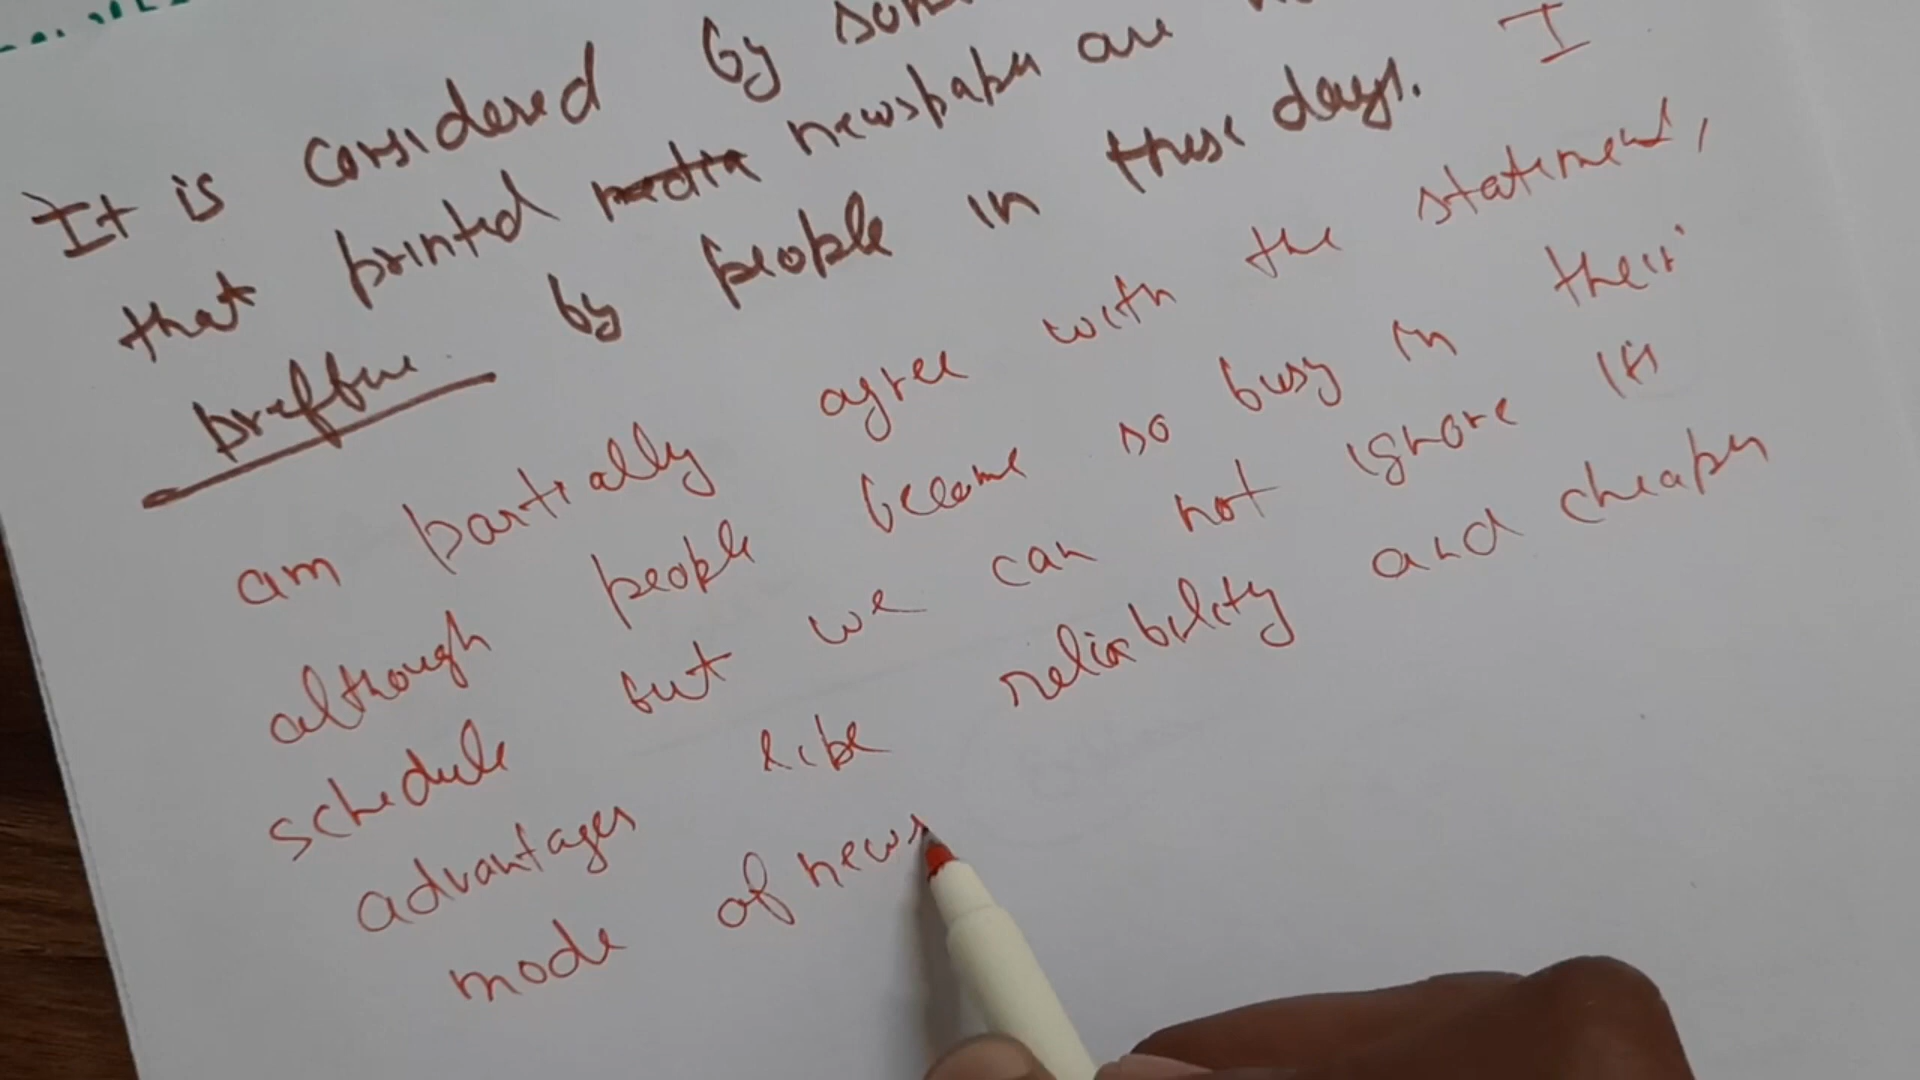 It is considered by
that printed media newspaper are
by people in these days. I
preffer
am partially agree with the statement,
although people become so busy in their
schedule but we can not ignore its
advantages like reliability and cheaper
mode of news